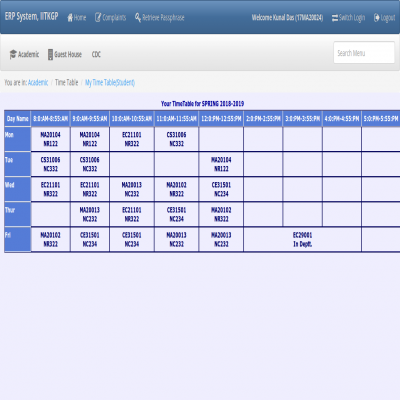 ERP System, IITKGP Home Complaints Retrieve Passphrase Welcome Kunal Das (17MA20024) Switch Login Logout
Academic Guest House CDC Search Menu
You are in: Academic / Time Table / My Time Table(Student)
Your TimeTable for SPRING 2018-2019
Day Name 8:0:AM-8:55:AM 9:0:AM-9:55:AM 10:0:AM-10:55:AM 11:0:AM-11:55:AM 12:0:PM-12:55:PM 2:0:PM-2:55:PM 3:0:PM-3:55:PM 4:0:PM-4:55:PM 5:0:PM-5:55:PM
Mon MA20104 MA20104 EC21101 CS31006
NR122 NR122 NR322 NC332
Tue CS31006 CS31006 MA20104
NC332 NC332 NR122
Wed EC21101 EC21101 MA20013 MA20102 CE31501
NR322 NR322 NC232 NR322 NC234
Thur MA20013 EC21101 CE31501 MA20102
NC232 NR322 NC234 NR322
Fri MA20102 CE31501 CE31501 MA20013 MA20013 EC29001
NR322 NC234 NC234 NC232 NC232 In Deptt.